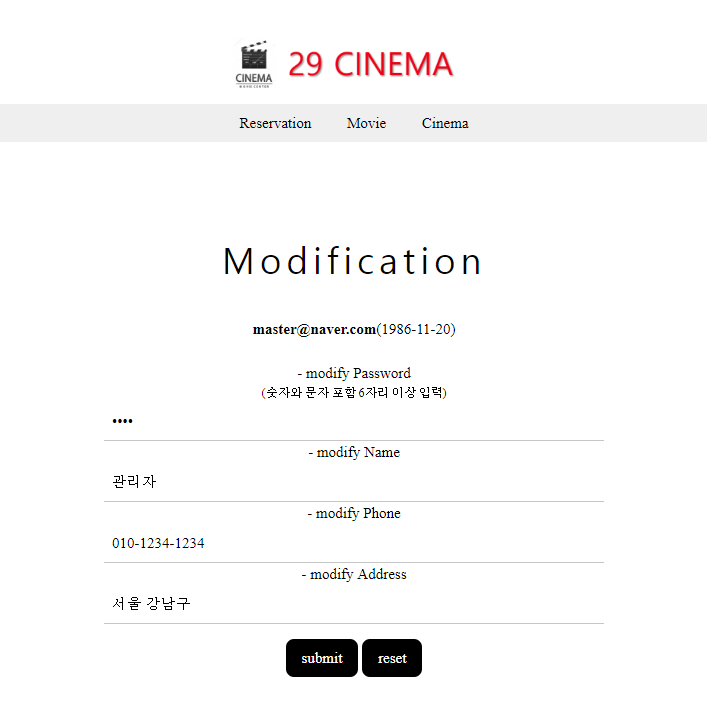 CINEMA
MOVIE CENTER
29 CINEMA
Reservation Movie Cinema
Modification
master@naver.com(1986-11-20)
- modify Password
(숫자와 문자 포함 6자리 이상 입력)
••••
- modify Name
관리자
- modify Phone
010-1234-1234
- modify Address
서울 강남구
submit reset